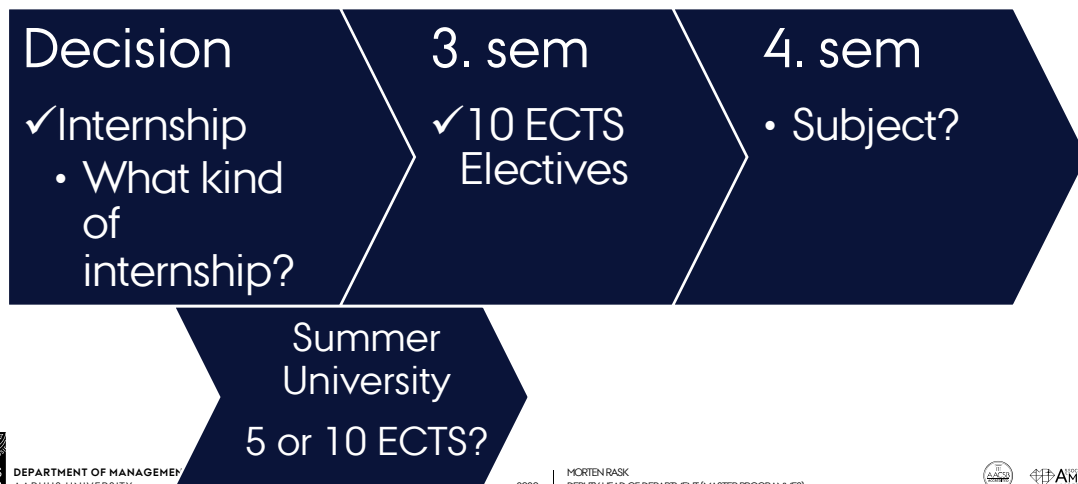 Decision
✓Internship
• What kind
of
internship?
3. sem
✓10 ECTS
Electives
4. sem
• Subject?
Summer
University
5 or 10 ECTS?
DEPARTMENT OF MANAGEMEN
MORTEN RASK
AACSB